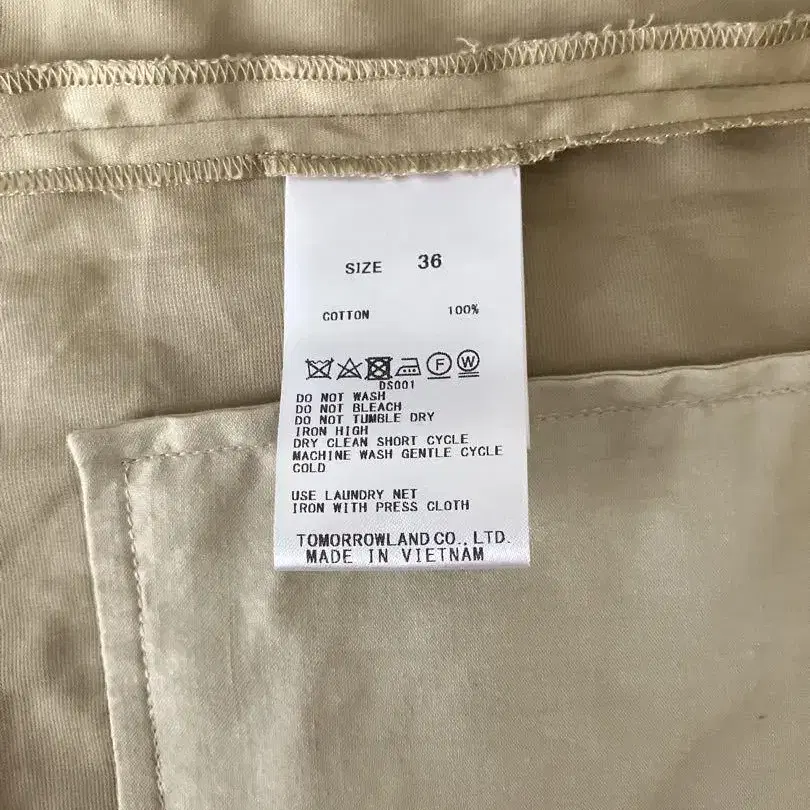 SIZE 36
COTTON 100%
F W
DS001
DO NOT WASH
DO NOT BLEACH
DO NOT TUMBLE DRY
IRON HIGH
DRY CLEAN SHORT CYCLE
MACHINE WASH GENTLE CYCLE
COLD
USE LAUNDRY NET
IRON WITH PRESS CLOTH
TOMORROWLAND CO., LTD.
MADE IN VIETNAM